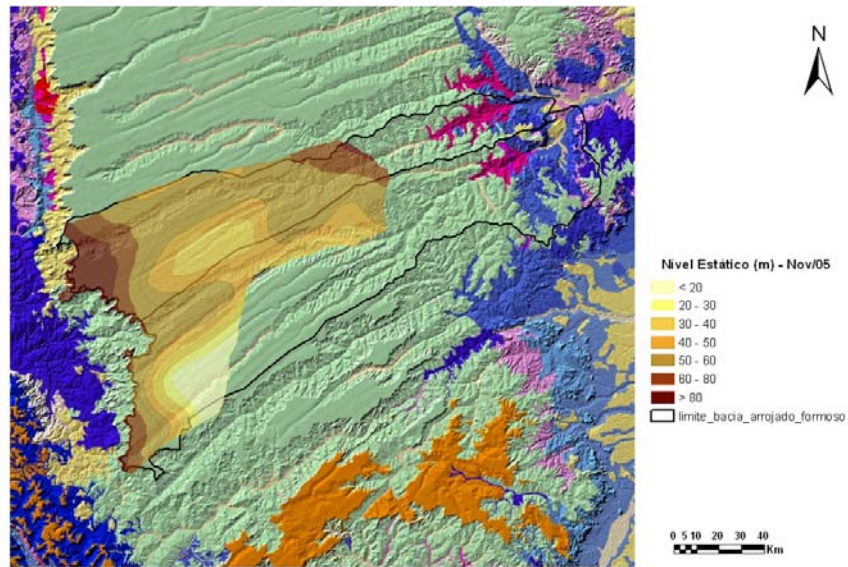 N
Nivel Estático (m) - Nov/05
< 20
20 - 30
30 - 40
40 - 50
50 - 60
60 - 80
> 80
limite_bacia_arrojado_formoso
0 5 10 20 30 40
Km